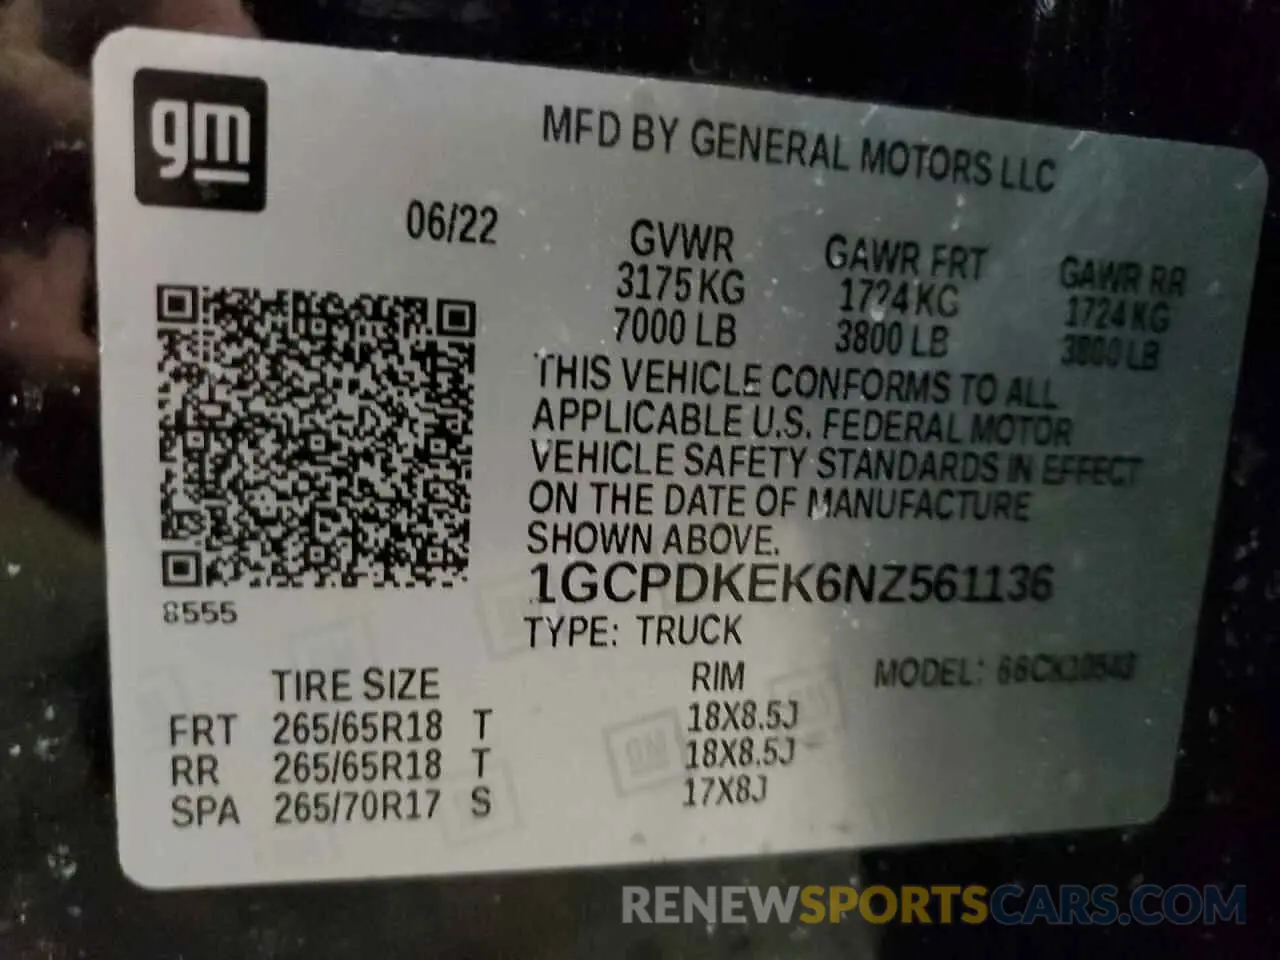 gm
MFD BY GENERAL MOTORS LLC
06/22
GVWR GAWR FRT GAWR RR
3175 KG 1724 KG 1724 KG
7000 LB 3800 LB 3800 LB
THIS VEHICLE CONFORMS TO ALL
APPLICABLE U.S. FEDERAL MOTOR
VEHICLE SAFETY STANDARDS IN EFFECT
ON THE DATE OF MANUFACTURE
SHOWN ABOVE.
1GCPDKEK6NZ561136
8555
TYPE: TRUCK
TIRE SIZE RIM MODEL:
FRT 265/65R18 T 18X8.5J
RR 265/65R18 T 18X8.5J
SPA 265/70R17 S 17X8J
GM
RENEWSPORTSCARS.COM